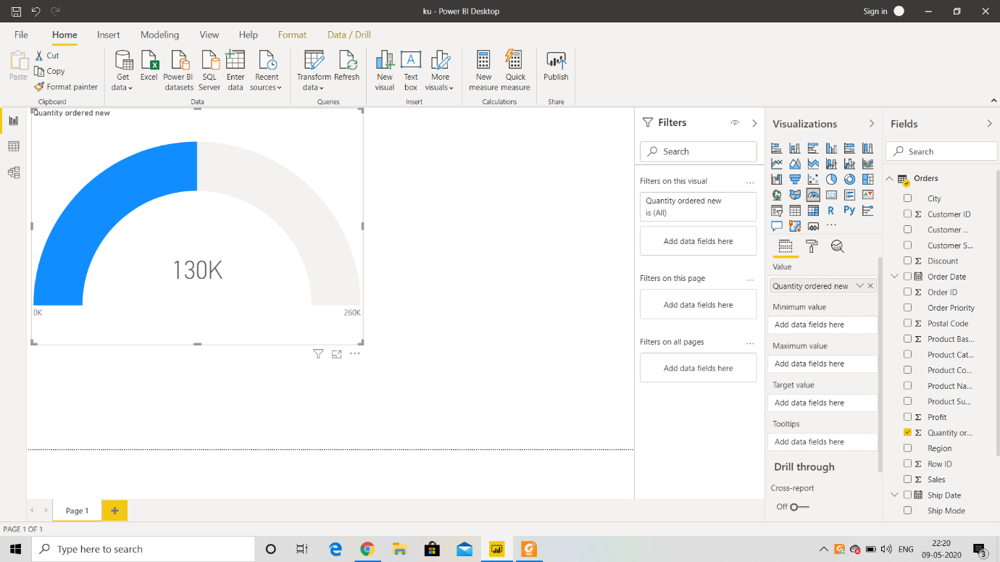 ku - Power BI Desktop
Sign in
File Home Insert Modeling View Help Format Data / Drill
Paste
Cut
Copy
Format painter
Clipboard
Get data
Excel
Power BI datasets
SQL Server
Enter data
Recent sources
Data
Transform data
Refresh
Queries
New visual
Text box
More visuals
Insert
New measure
Quick measure
Calculations
Publish
Share
Quantity ordered new
130K
0K
260K
Filters
Search
Filters on this visual ...
Quantity ordered new
is (All)
Add data fields here
Filters on this page ...
Add data fields here
Filters on all pages ...
Add data fields here
Visualizations
123
R Py
...
Value
Quantity ordered new
Minimum value
Add data fields here
Maximum value
Add data fields here
Target value
Add data fields here
Tooltips
Add data fields here
Drill through
Cross-report
Off
Fields
Search
Orders
City
Σ Customer ID
Customer ...
Customer S...
Σ Discount
Order Date
Σ Order ID
Order Priority
Σ Postal Code
Σ Product Bas...
Product Cat...
Product Co...
Product Na...
Product Su...
Σ Profit
Σ Quantity or...
Region
Σ Row ID
Σ Sales
Ship Date
Ship Mode
Page 1
+
PAGE 1 OF 1
Type here to search
PDF
ENG
22:20
09-05-2020
3